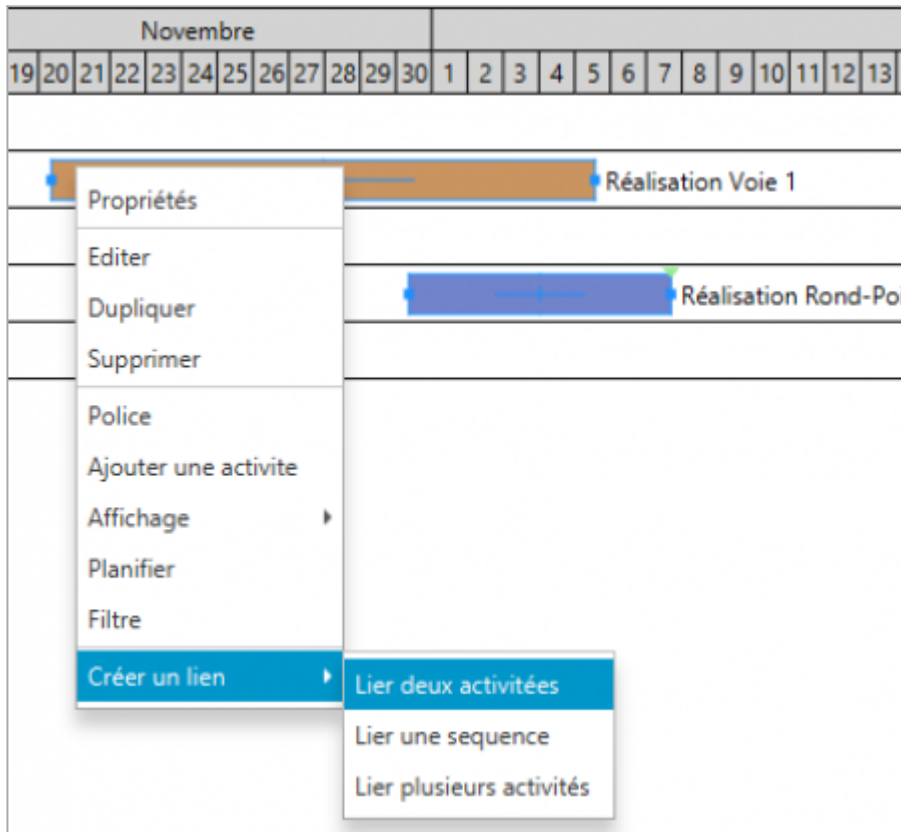 Novembre
19 20 21 22 23 24 25 26 27 28 29 30 1 2 3 4 5 6 7 8 9 10 11 12 13
Réalisation Voie 1
Propriétés
Editer
Réalisation Rond-Poi
Dupliquer
Supprimer
Police
Ajouter une activite
Affichage
Planifier
Filtre
Créer un lien
Lier deux activitées
Lier une sequence
Lier plusieurs activités